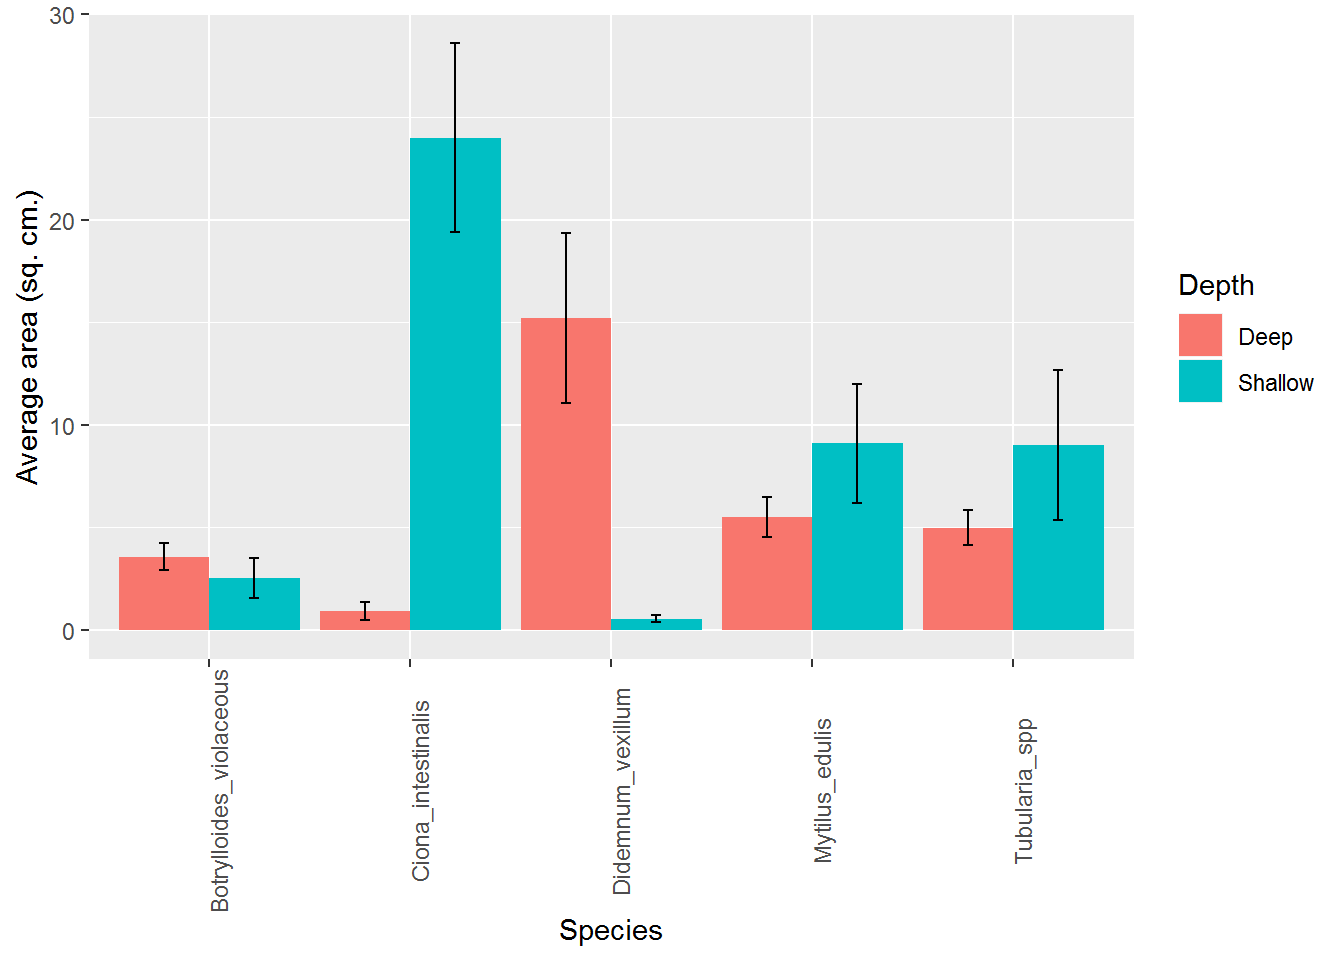 30
20
10
0
Average area (sq. cm.)
Botrylloides_violaceous
Ciona_intestinalis
Didemnum_vexillum
Mytilus_edulis
Tubularia_spp
Species
Depth
Deep
Shallow